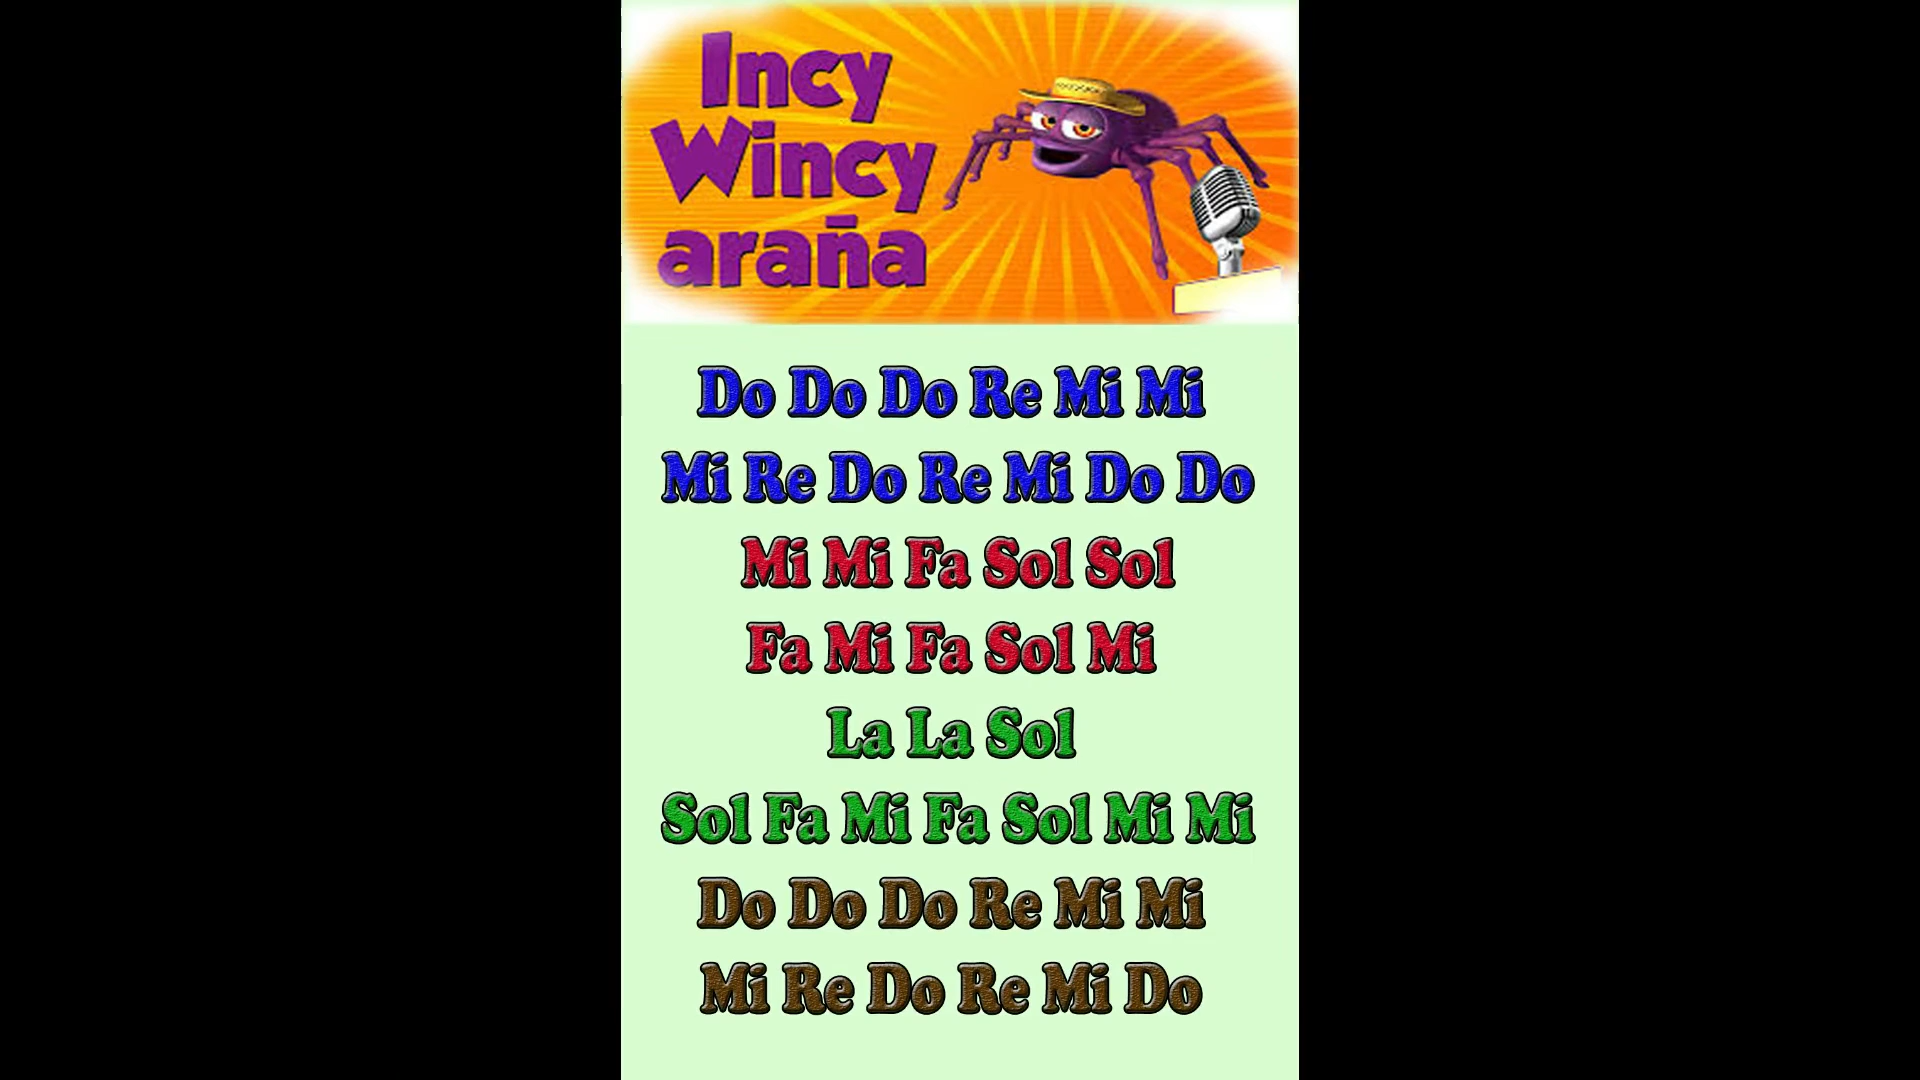 Incy
Wincy
araña
Do Do Do Re Mi Mi
Mi Re Do Re Mi Do Do
Mi Mi Fa Sol Sol
Fa Mi Fa Sol Mi
La La Sol
Sol Fa Mi Fa Sol Mi Mi
Do Do Do Re Mi Mi
Mi Re Do Re Mi Do